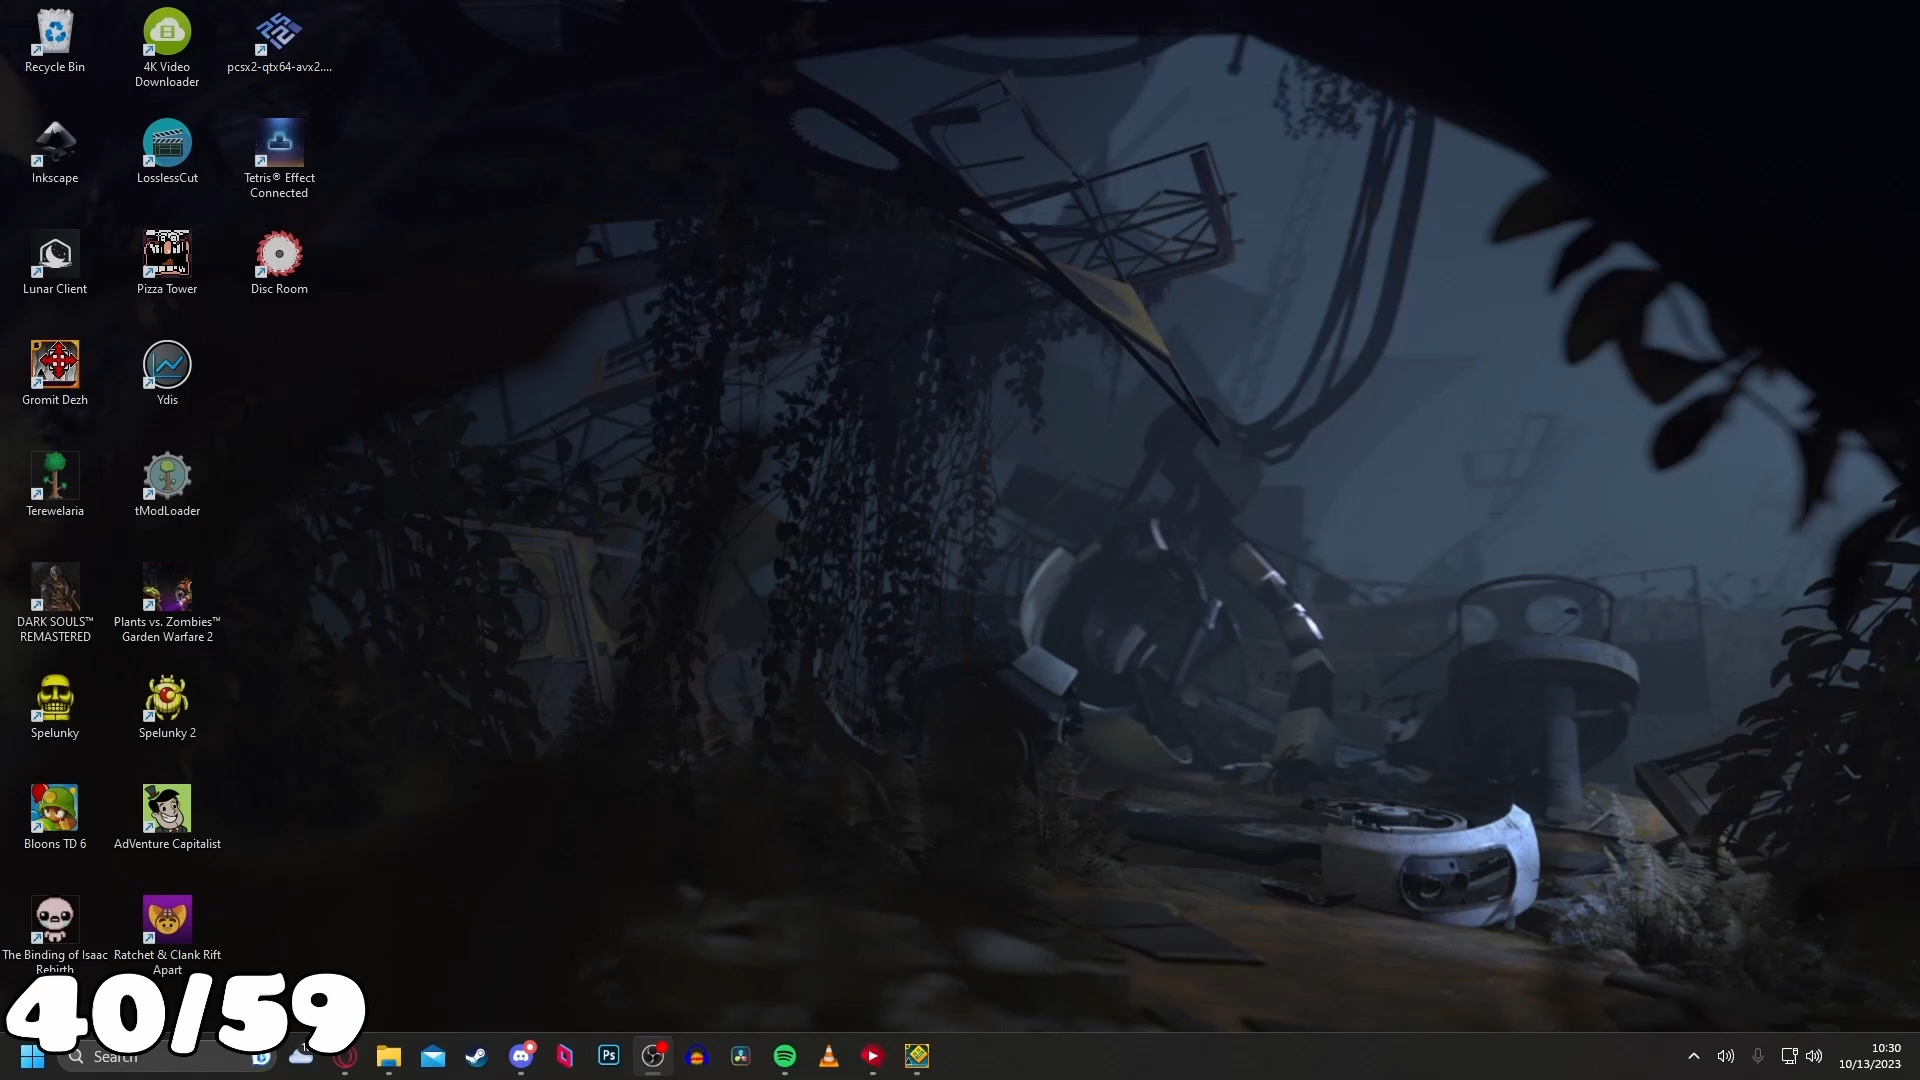 Recycle Bin
4K Video
Downloader
pcsx2-qtx64-avx2....
Inkscape
LosslessCut
Tetris® Effect
Connected
Lunar Client
Pizza Tower
Disc Room
Gromit Dezh
Ydis
Terewelaria
tModLoader
DARK SOULS™
REMASTERED
Plants vs. Zombies™
Garden Warfare 2
Spelunky
Spelunky 2
Bloons TD 6
AdVenture Capitalist
The Binding of Isaac
Rebirth
Ratchet & Clank Rift
Apart
40/59
Search
Ps
10:30
10/13/2023